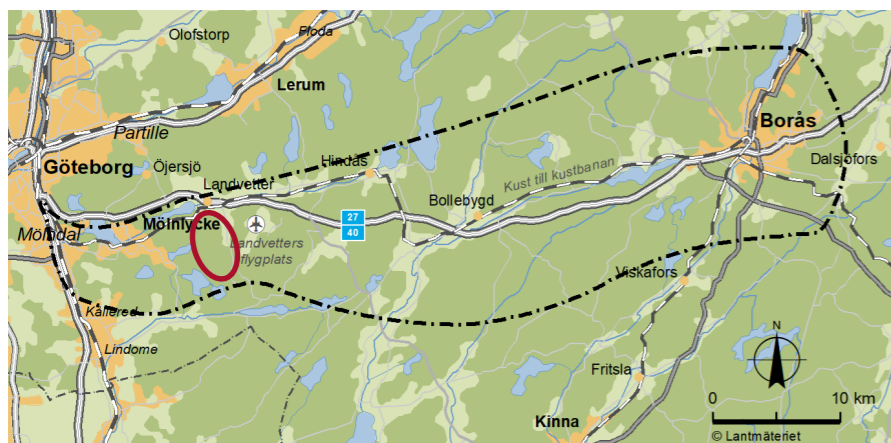 Olofstorp
Floda
Lerum
Partille
Borås
Göteborg
Öjersjö
Hindås
Dalsjöfors
Kust till kustbanan
Landvetter
Bollebygd
Mölnlycke
27
40
Mölndal
Landvetters
flygplats
Viskafors
Kållered
Lindome
N
Fritsla
0 10 km
Kinna
© Lantmäteriet